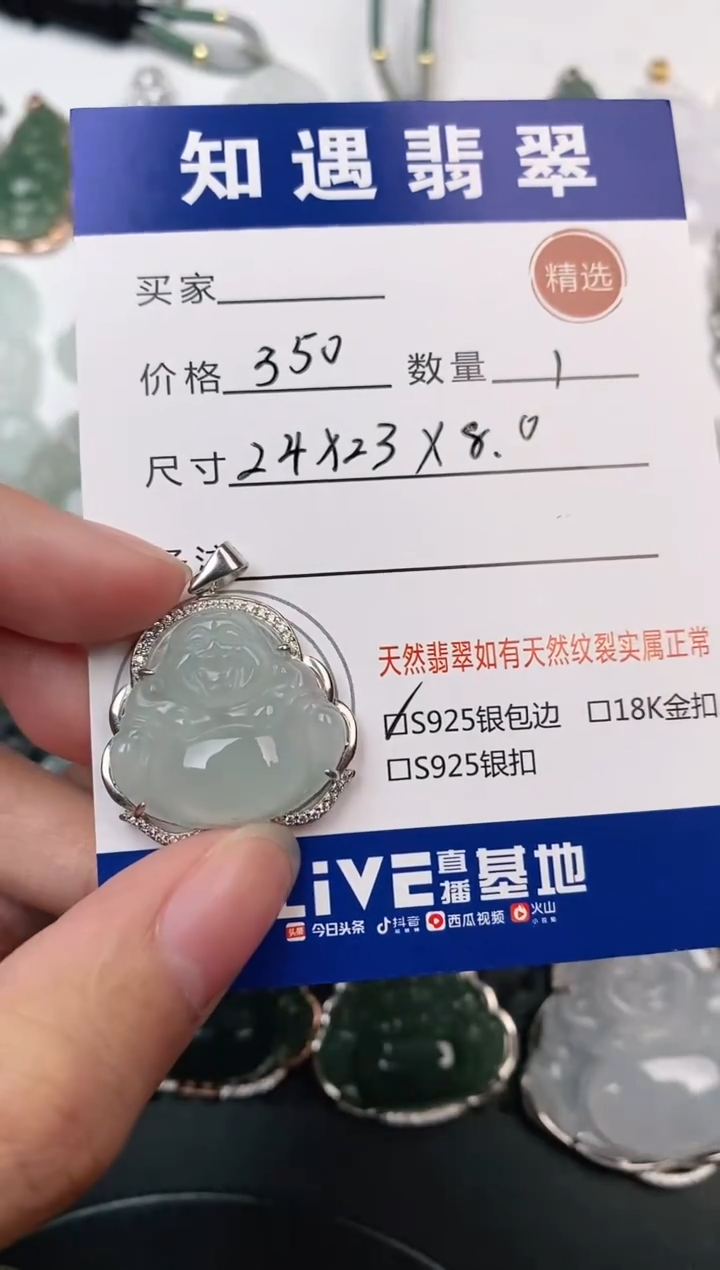 知遇翡翠
买家
精选
价格 350 数量 1
尺寸 24X23X8.0
天然翡翠如有天然纹裂实属正常
S925银包边 18K金扣
S925银扣
LiVE直播基地
头条 今日头条 抖音 西瓜视频 火山